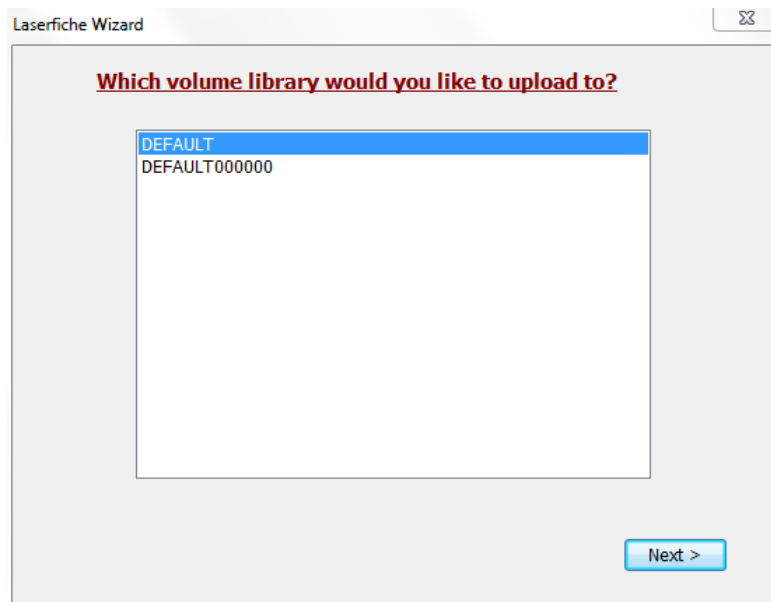 Laserfiche Wizard
Which volume library would you like to upload to?
DEFAULT
DEFAULT000000
Next >